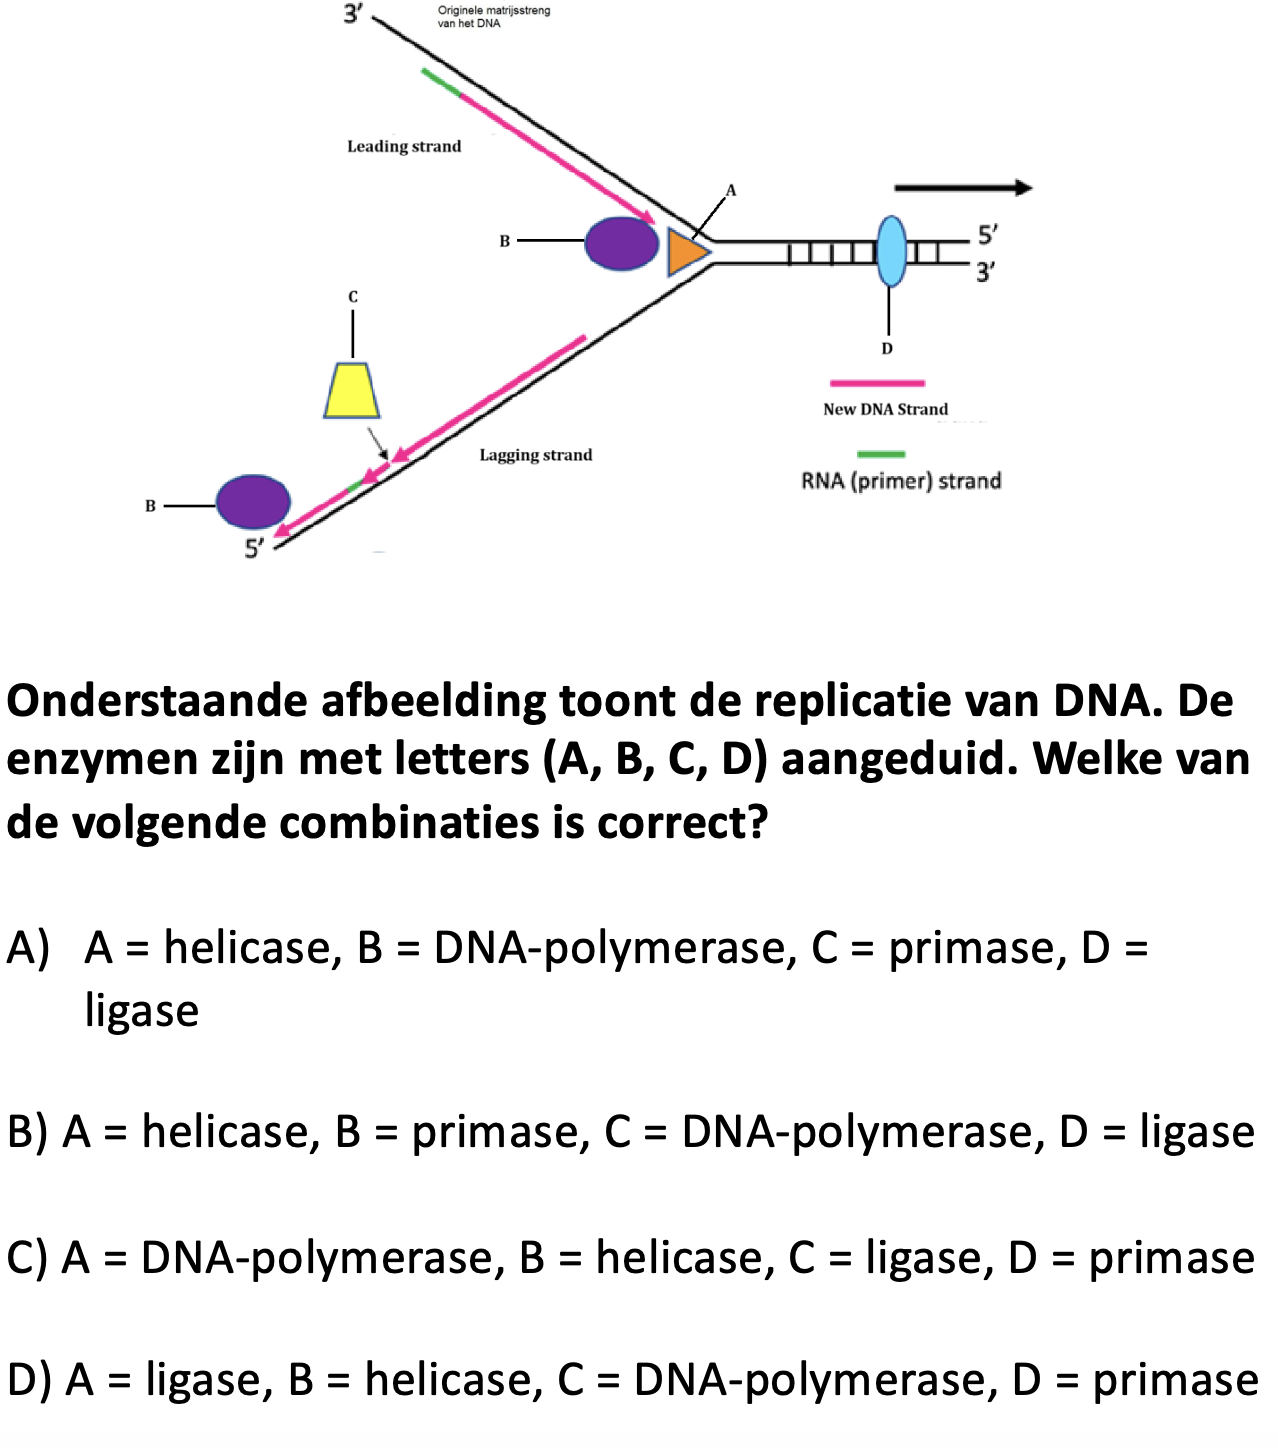 3’
Originele matrijsstreng
van het DNA
Leading strand
A
B
5’
3’
C
D
New DNA Strand
Lagging strand
RNA (primer) strand
B
5’
Onderstaande afbeelding toont de replicatie van DNA. De
enzymen zijn met letters (A, B, C, D) aangeduid. Welke van
de volgende combinaties is correct?
A) A = helicase, B = DNA-polymerase, C = primase, D =
ligase
B) A = helicase, B = primase, C = DNA-polymerase, D = ligase
C) A = DNA-polymerase, B = helicase, C = ligase, D = primase
D) A = ligase, B = helicase, C = DNA-polymerase, D = primase